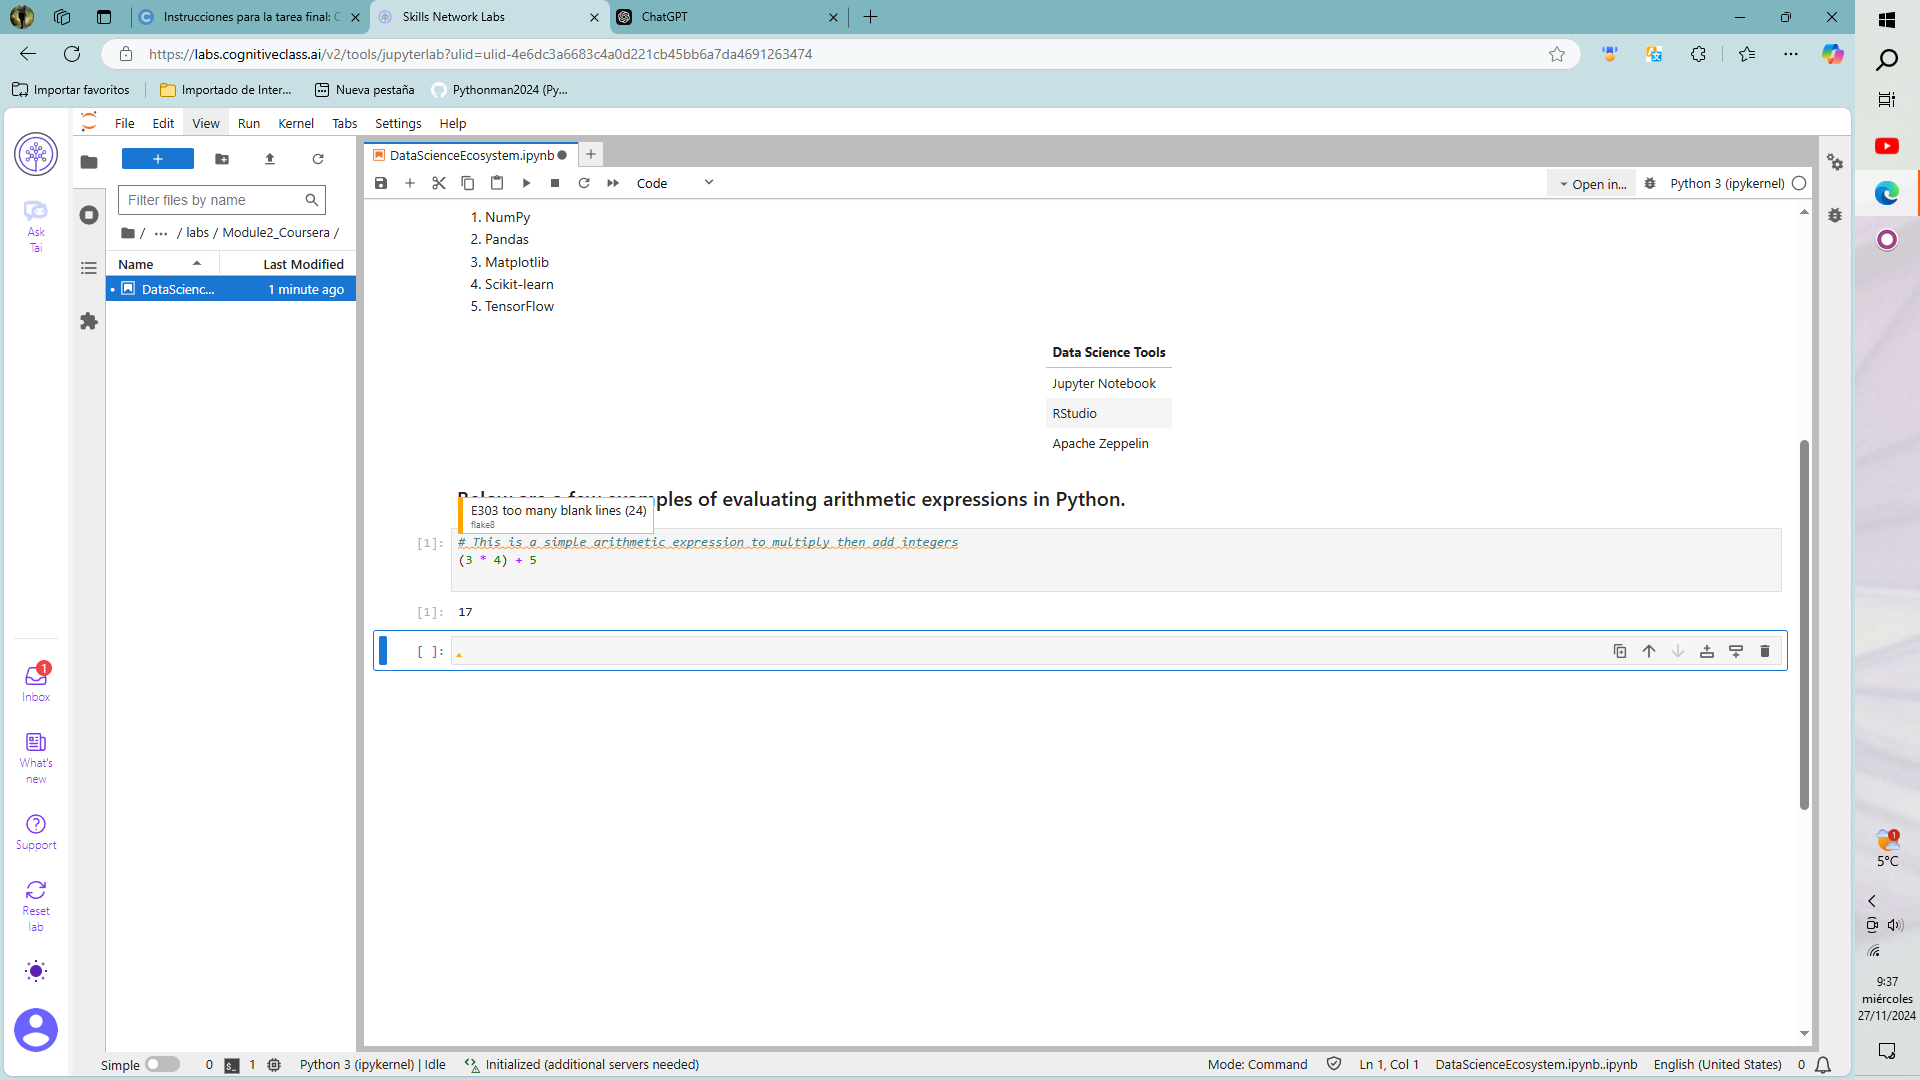 Instrucciones para la tarea final: C
Skills Network Labs
ChatGPT
https://labs.cognitiveclass.ai/v2/tools/jupyterlab?ulid=ulid-4e6dc3a6683c4a0d221cb45bb6a7da4691263474
Importar favoritos
Importado de Inter...
Nueva pestaña
Pythonman2024 (Py...
File Edit View Run Kernel Tabs Settings Help
Ask
Tai
Inbox
1
What's
new
Support
Reset
lab
Filter files by name
/ ... / labs / Module2_Coursera /
Name Last Modified
• DataScienc... 1 minute ago
DataScienceEcosystem.ipynb
Code
Open in...
Python 3 (ipykernel)
1. NumPy
2. Pandas
3. Matplotlib
4. Scikit-learn
5. TensorFlow
Data Science Tools
Jupyter Notebook
RStudio
Apache Zeppelin
Below are a few examples of evaluating arithmetic expressions in Python.
E303 too many blank lines (24)
flake8
[1]: # This is a simple arithmetic expression to multiply then add integers
(3 * 4) + 5
[1]: 17
[ ]:
Simple 0 1 Python 3 (ipykernel) | Idle Initialized (additional servers needed)
Mode: Command Ln 1, Col 1 DataScienceEcosystem.ipynb..ipynb English (United States) 0
1
5°C
9:37
miércoles
27/11/2024